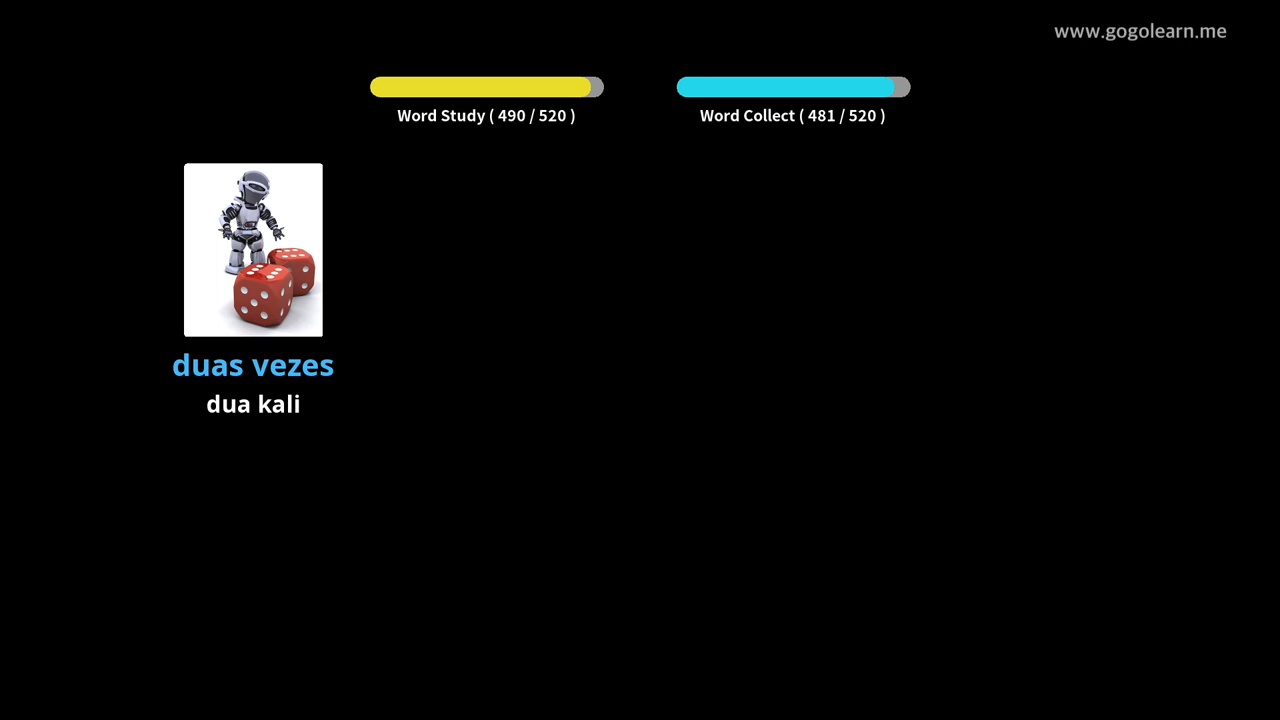 www.gogolearn.me
Word Study ( 490 / 520 )
Word Collect ( 481 / 520 )
duas vezes
dua kali